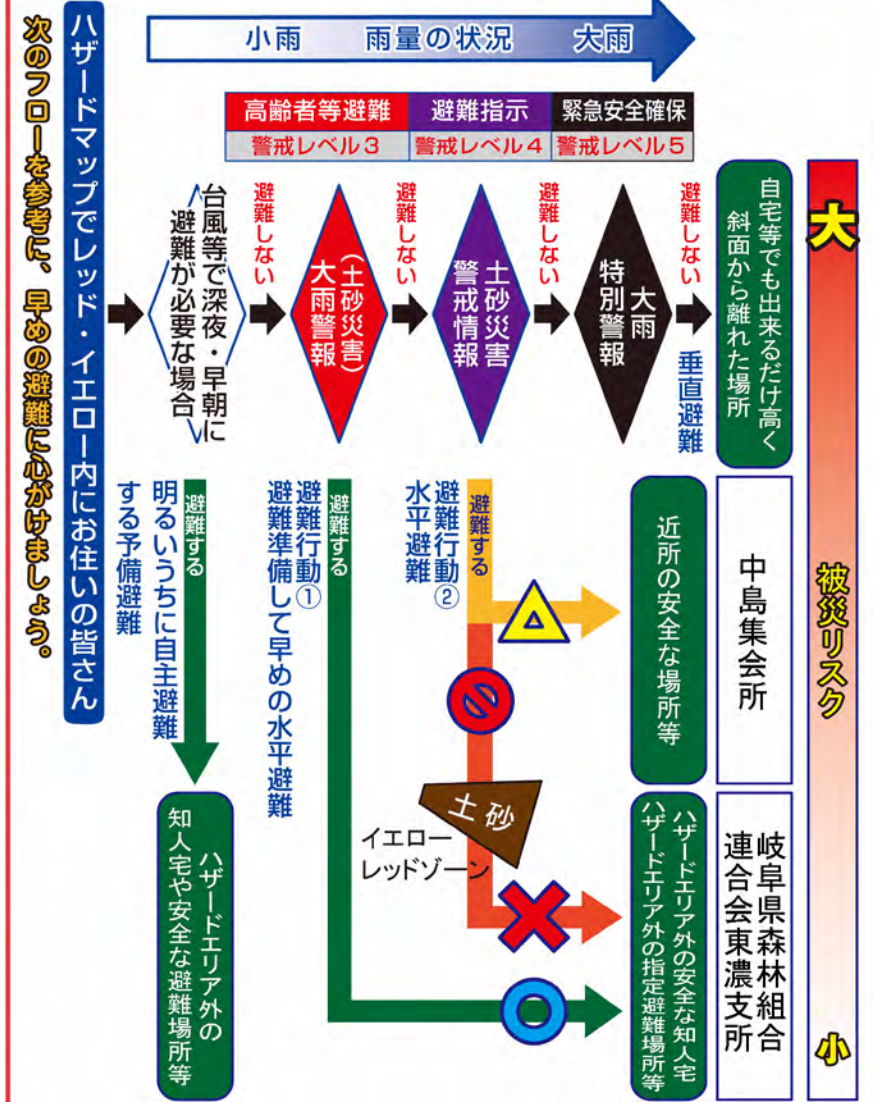 小雨 雨量の状況 大雨
高齢者等避難 避難指示 緊急安全確保
警戒レベル3 警戒レベル4 警戒レベル5
次のフローを参考に、早めの避難に心がけましょう。
ハザードマップでレッド・イエロー内にお住いの皆さん
台風等で深夜・早朝に
避難が必要な場合
避難しない
大雨警報
(土砂災害)
避難しない
土砂災害
警戒情報
避難しない
大雨
特別警報
避難しない
垂直避難
自宅等でも出来るだけ高く
斜面から離れた場所
避難する
明るいうちに自主避難
する予備避難
ハザードエリア外の
知人宅や安全な避難場所等
避難する
避難行動①
避難準備して早めの水平避難
避難する
避難行動②
水平避難
近所の安全な場所等
中島集会所
土砂
イエロー
レッドゾーン
ハザードエリア外の安全な知人宅
ハザードエリア外の指定避難場所等
岐阜県森林組合
連合会東濃支所
大
被災リスク
小